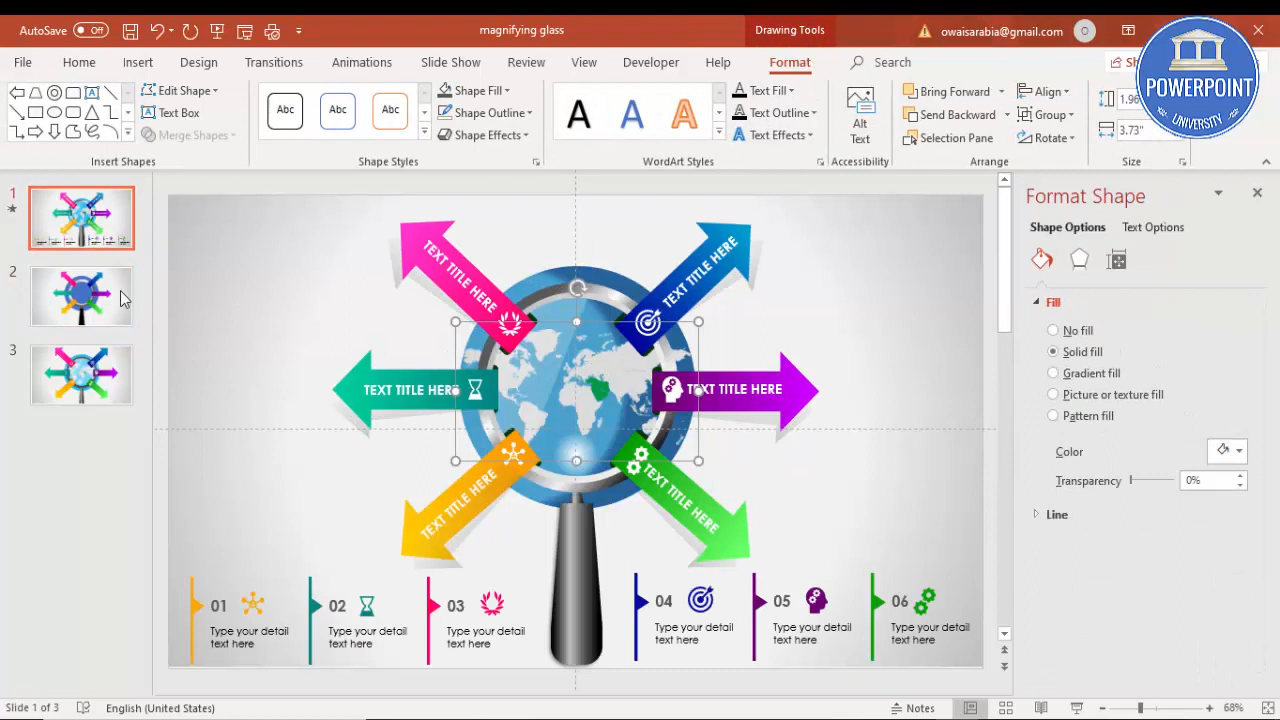 AutoSave Off
magnifying glass
Drawing Tools
owaisarabia@gmail.com
O
File Home Insert Design Transitions Animations Slide Show Review View Developer Help Format Search
POWERPOINT
UNIVERSITY
Edit Shape
Text Box
Merge Shapes
Insert Shapes
Abc Abc Abc
Shape Fill
Shape Outline
Shape Effects
Shape Styles
A A A
Text Fill
Text Outline
Text Effects
WordArt Styles
Alt
Text
Accessibility
Bring Forward
Send Backward
Selection Pane
Align
Group
Rotate
Arrange
3.73"
Size
1
2
3
TEXT TITLE HERE
TEXT TITLE HERE
TEXT TITLE HERE
TEXT TITLE HERE
TEXT TITLE HERE
TEXT TITLE HERE
01
Type your detail
text here
02
Type your detail
text here
03
Type your detail
text here
04
Type your detail
text here
05
Type your detail
text here
06
Type your detail
text here
Format Shape
Shape Options Text Options
Fill
No fill
Solid fill
Gradient fill
Picture or texture fill
Pattern fill
Color
Transparency 0%
Line
Slide 1 of 3 English (United States) Notes 68%